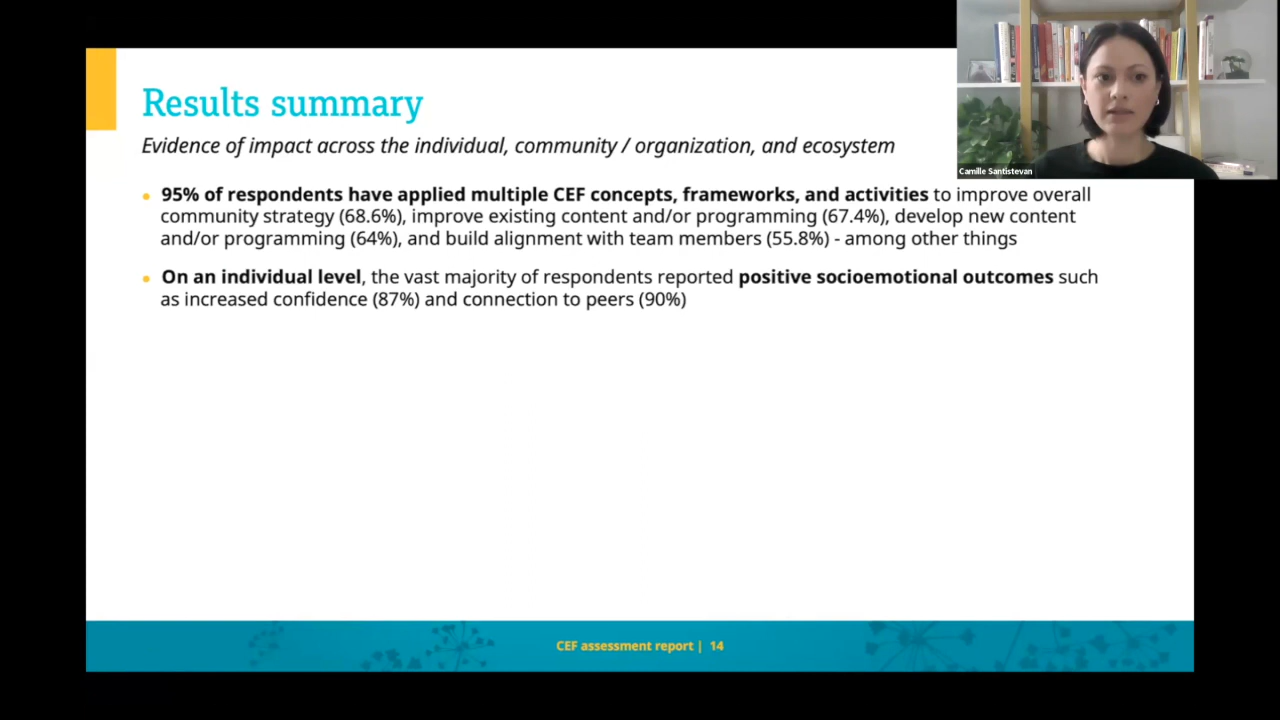 Results summary
Evidence of impact across the individual, community / organization, and ecosystem
• 95% of respondents have applied multiple CEF concepts, frameworks, and activities to improve overall
community strategy (68.6%), improve existing content and/or programming (67.4%), develop new content
and/or programming (64%), and build alignment with team members (55.8%) - among other things
• On an individual level, the vast majority of respondents reported positive socioemotional outcomes such
as increased confidence (87%) and connection to peers (90%)
CEF assessment report | 14
Camille Santistevan